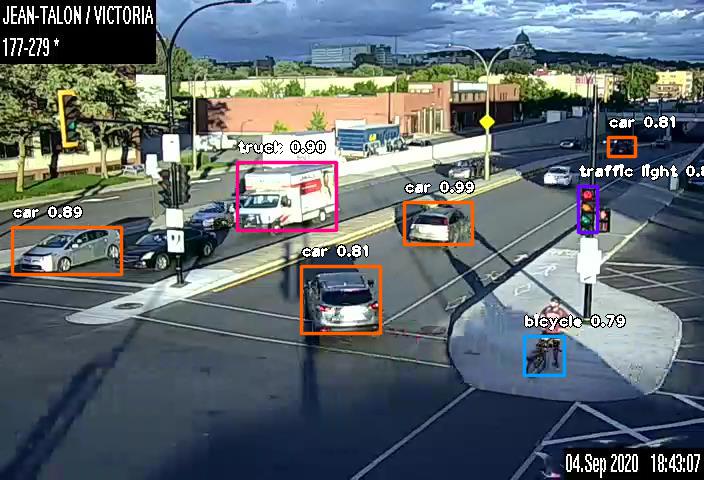 JEAN-TALON / VICTORIA
177-279 *
car 0.81
truck 0.90
traffic light 0.8
car 0.99
car 0.89
car 0.81
bicycle 0.79
04.Sep 2020 18:43:07